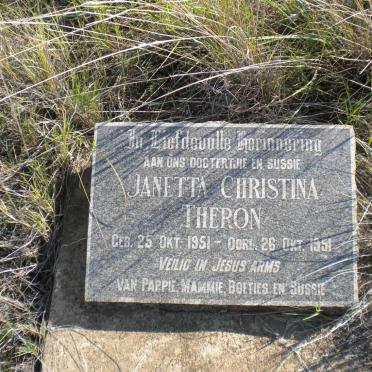 In Liefdevolle Herinnering
AAN ONS DOGTERTJIE EN SUSSIE
JANETTA CHRISTINA
THERON
GEB. 25 OKT. 1951 - OORL. 26 OKT. 1951
VEILIG IN JESUS ARMS
VAN PAPPIE, MAMMIE, BOETIES EN SUSSIE